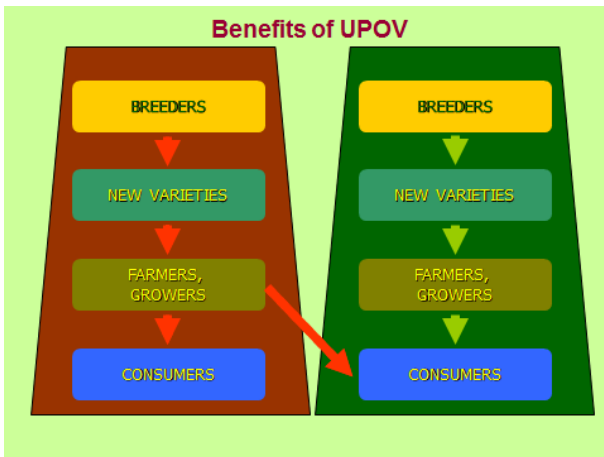 Benefits of UPOV
BREEDERS
NEW VARIETIES
FARMERS,
GROWERS
CONSUMERS
BREEDERS
NEW VARIETIES
FARMERS,
GROWERS
CONSUMERS